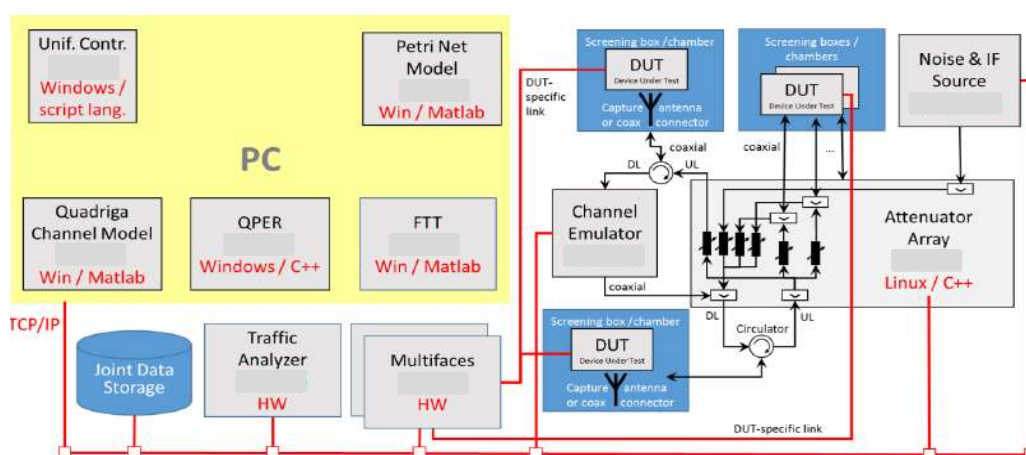 Unif. Contr.
Windows /
script lang.
Petri Net
Model
Win / Matlab
PC
Quadriga
Channel Model
Win / Matlab
QPER
Windows / C++
FTT
Win / Matlab
TCP/IP
Joint Data
Storage
Traffic
Analyzer
HW
Multifaces
HW
DUT-
specific
link
Screening box /chamber
DUT
Device Under Test
Capture antenna
or coax connector
coaxial
DL
UL
Channel
Emulator
coaxial
Screening boxes /
chambers
DUT
Device Under Test
coaxial
...
Noise & IF
Source
Attenuator
Array
Linux / C++
DL
Circulator
UL
Screening box/chamber
DUT
Device Under Test
Capture antenna
or coax connector
DUT-specific link